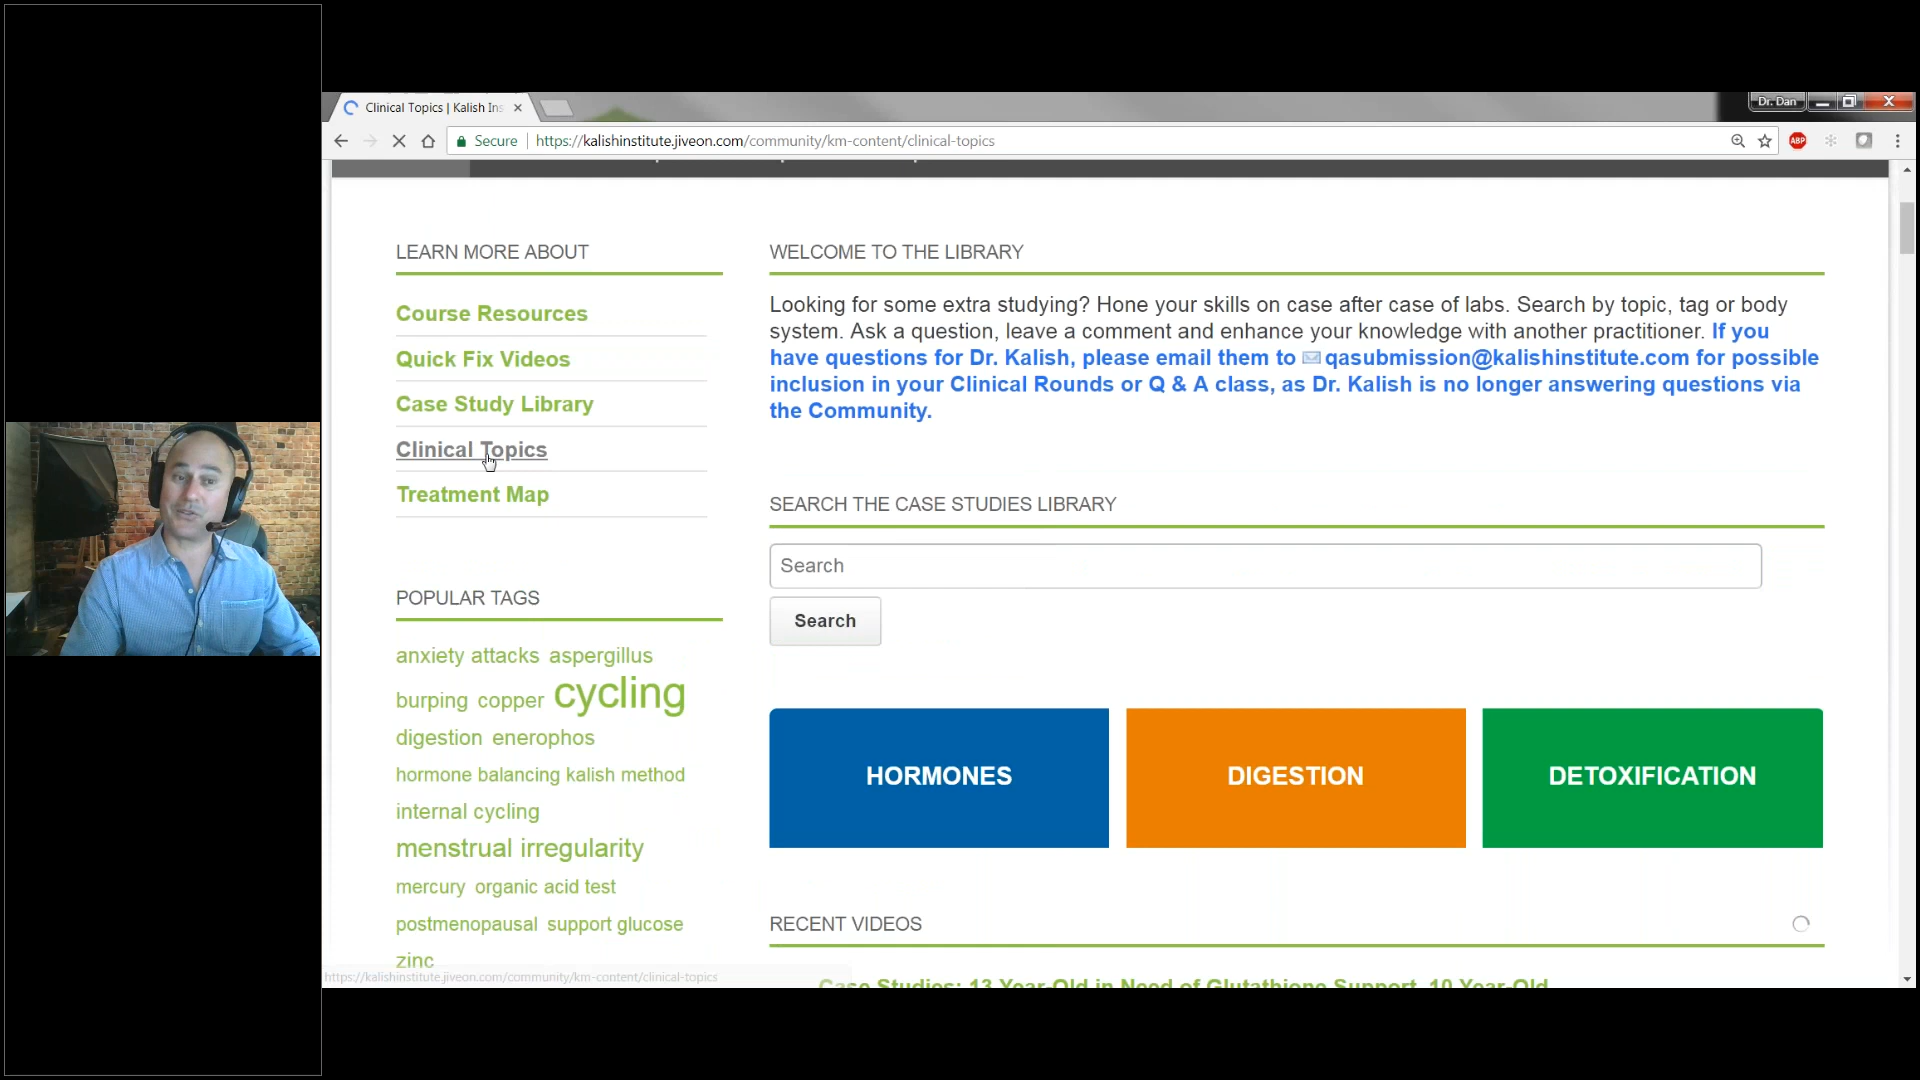 Clinical Topics | Kalish Ins
Dr. Dan
Secure
https://kalishinstitute.jiveon.com/community/km-content/clinical-topics
ABP
LEARN MORE ABOUT
Course Resources
Quick Fix Videos
Case Study Library
Clinical Topics
Treatment Map
POPULAR TAGS
anxiety attacks aspergillus
burping copper cycling
digestion enerophos
hormone balancing kalish method
internal cycling
menstrual irregularity
mercury organic acid test
postmenopausal support glucose
zinc
https://kalishinstitute.jiveon.com/community/km-content/clinical-topics
WELCOME TO THE LIBRARY
Looking for some extra studying? Hone your skills on case after case of labs. Search by topic, tag or body
system. Ask a question, leave a comment and enhance your knowledge with another practitioner. If you
have questions for Dr. Kalish, please email them to qasubmission@kalishinstitute.com for possible
inclusion in your Clinical Rounds or Q & A class, as Dr. Kalish is no longer answering questions via
the Community.
SEARCH THE CASE STUDIES LIBRARY
Search
Search
HORMONES
DIGESTION
DETOXIFICATION
RECENT VIDEOS
Case Studies: 13 Year-Old in Need of Glutathione Support, 10 Year-Old